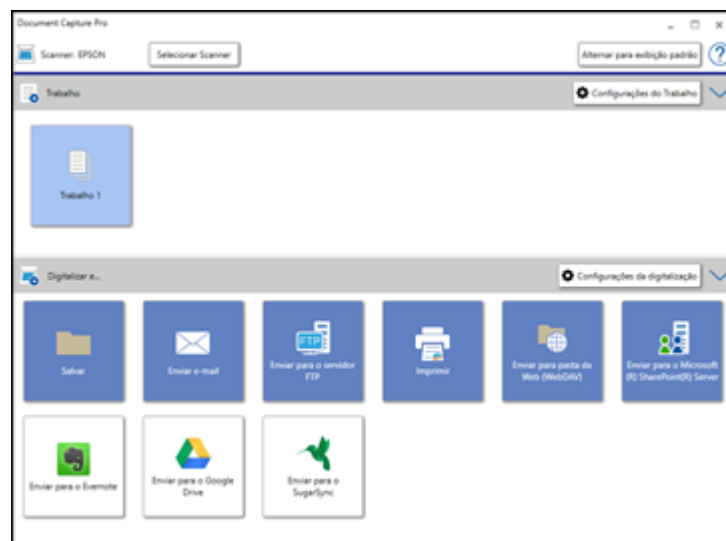 Document Capture Pro
Scanner: EPSON
Selecionar Scanner
Alternar para exibição padrão
?
Trabalho
Configurações do Trabalho
Trabalho 1
Digitalizar e...
Configurações da digitalização
Salvar
Enviar e-mail
Enviar para o servidor
FTP
FTP
Imprimir
Enviar para pasta da
Web (WebDAV)
Enviar para o Microsoft
(R) SharePoint(R) Server
Enviar para o Evernote
Enviar para o Google
Drive
Enviar para o
SugarSync